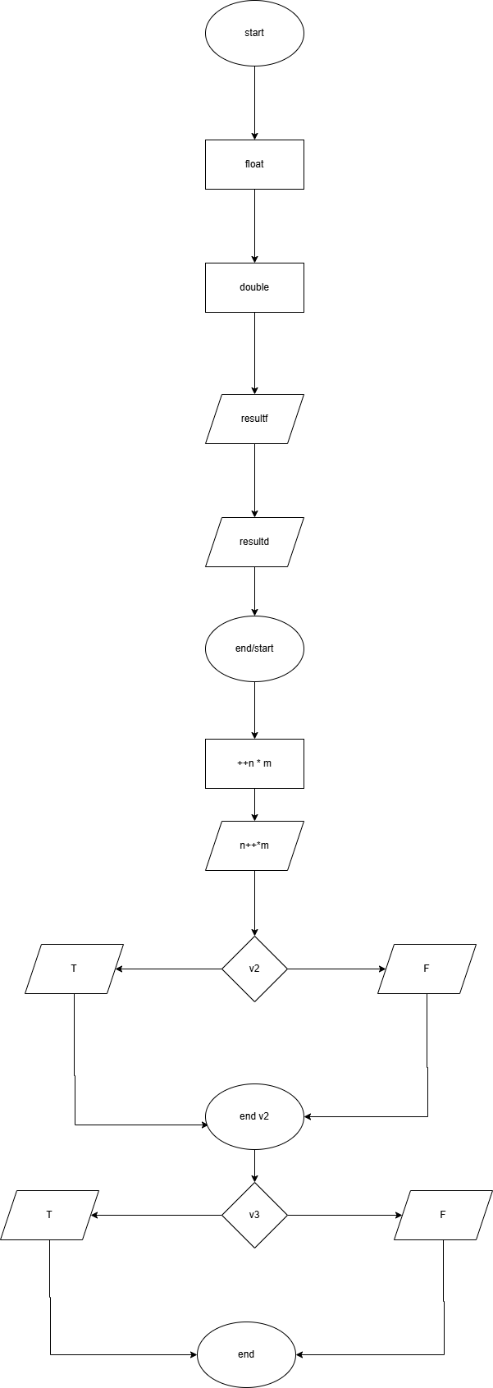 start
float
double
resultf
resultd
end/start
++n * m
n++*m
T
v2
F
end v2
T
v3
F
end